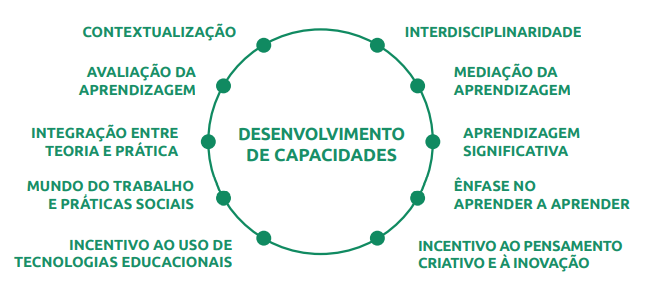 CONTEXTUALIZAÇÃO
INTERDISCIPLINARIDADE
AVALIAÇÃO DA
APRENDIZAGEM
MEDIAÇÃO DA
APRENDIZAGEM
INTEGRAÇÃO ENTRE
TEORIA E PRÁTICA
DESENVOLVIMENTO
DE CAPACIDADES
APRENDIZAGEM
SIGNIFICATIVA
MUNDO DO TRABALHO
E PRÁTICAS SOCIAIS
ÊNFASE NO
APRENDER A APRENDER
INCENTIVO AO USO DE
TECNOLOGIAS EDUCACIONAIS
INCENTIVO AO PENSAMENTO
CRIATIVO E À INOVAÇÃO